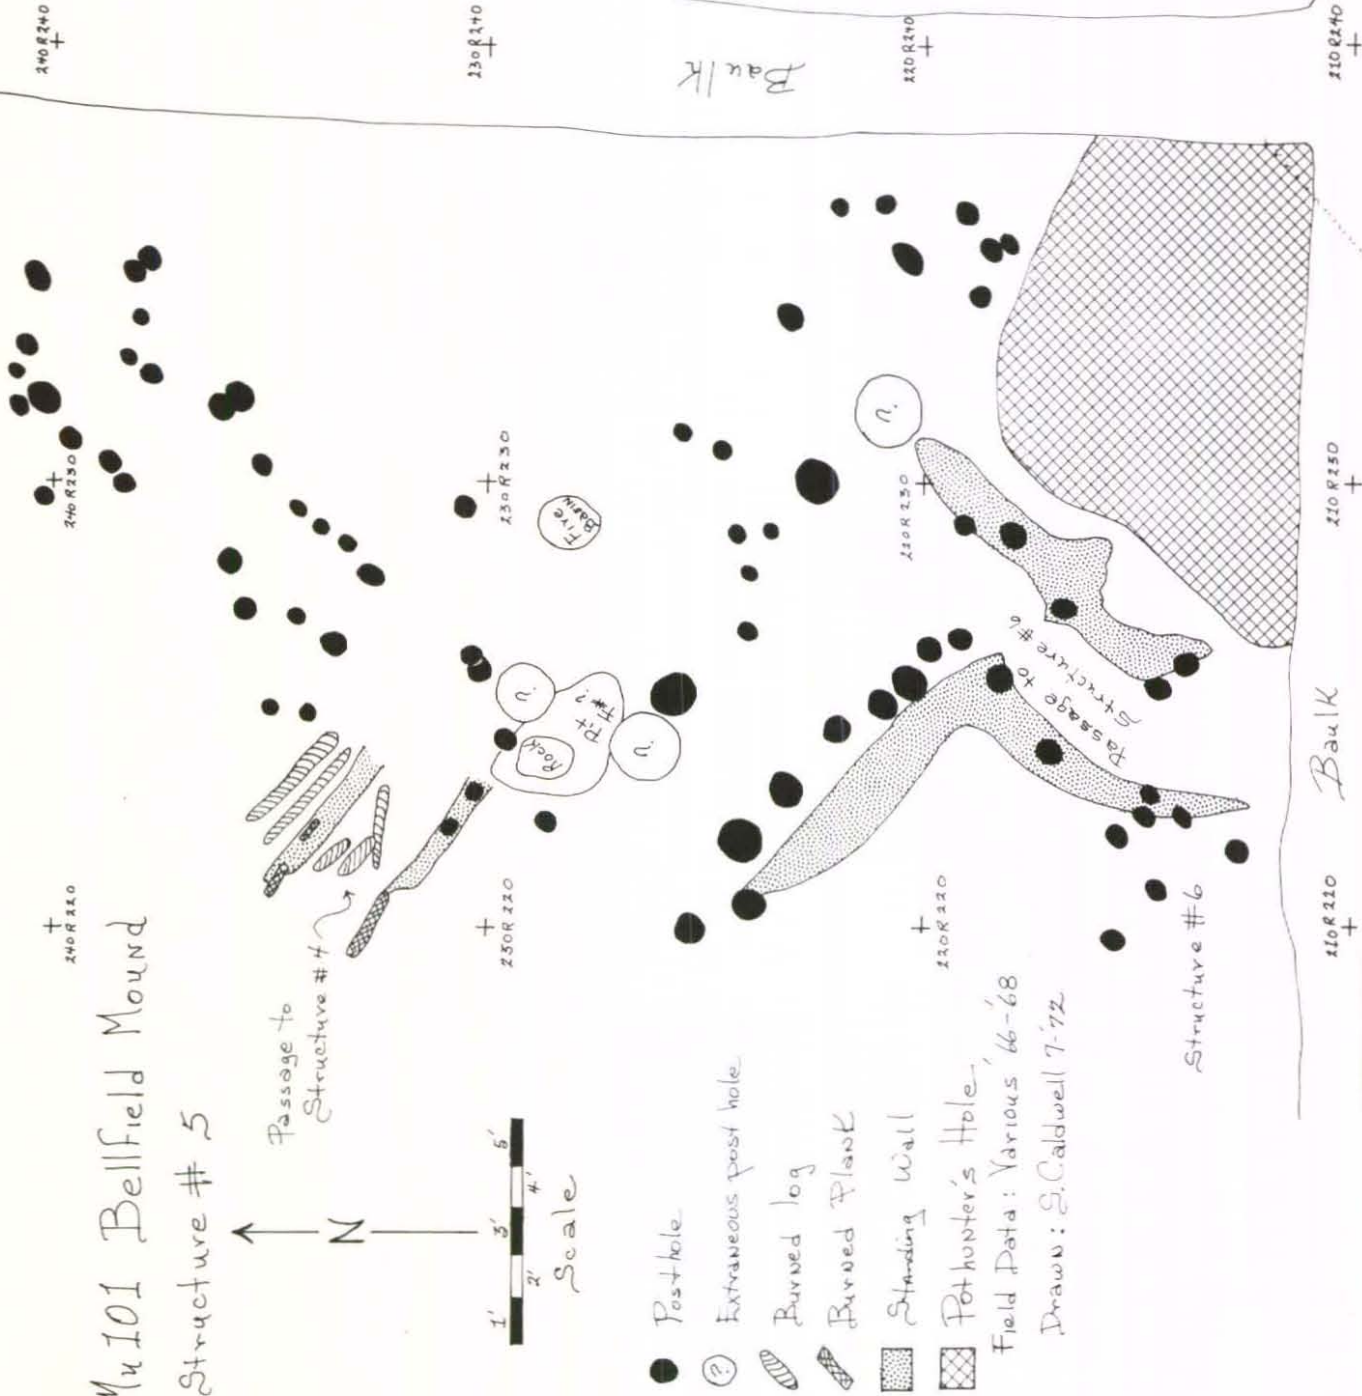 Mu101 Bellfield Mound
Structure # 5
N
1' 2' 3' 4' 5'
Scale
Posthole
? Extraneous post hole
Burned log
Burned Plank
Standing Wall
Pothunter's Hole
Field Data: Various '66-'68
Drawn: S. Caldwell 7-'72
240R220
240R230
240R240
Passage to
Structure #4
230R220
230R230
230R240
Rock
Pit
F#?
?
?
Fire
Basin
Baulk
220R220
220R230
220R240
?
Passage to
Structure #6
Structure #6
Baulk
210R220
210R230
210R240